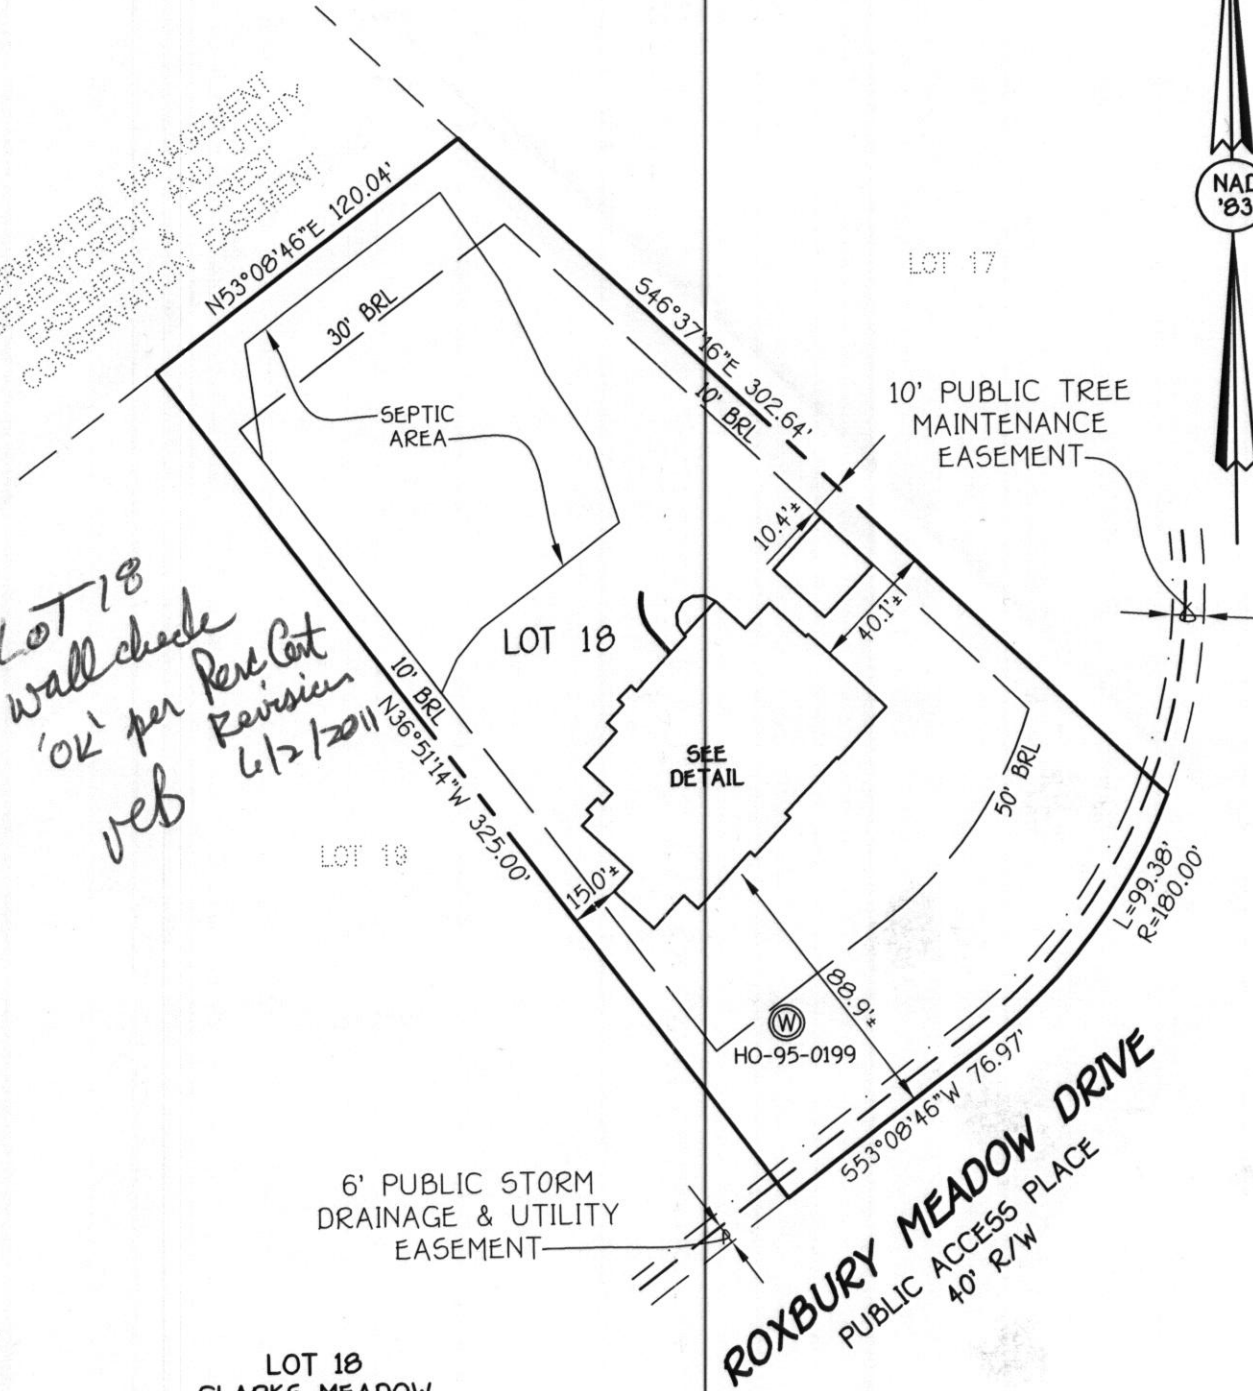 NAD
'83
MANAGEMENT
CREDIT AND UTILITY
EASEMENT & FOREST
CONSERVATION EASEMENT
N53°08'46"E 120.04'
30' BRL
SEPTIC
AREA
S46°37'16"E 302.64'
10' BRL
LOT 17
10' PUBLIC TREE
MAINTENANCE
EASEMENT
10.4'±
40.1'±
LOT 18
wall check
'OK' per Perc Cert
Revision
6/2/2011
LOT 18
10' BRL
N36°51'14"W 325.00'
SEE
DETAIL
50' BRL
LOT 19
15.0'±
88.9'±
L=99.38'
R=180.00'
W
HO-95-0199
S53°08'46"W 76.97'
6' PUBLIC STORM
DRAINAGE & UTILITY
EASEMENT
ROXBURY MEADOW DRIVE
PUBLIC ACCESS PLACE
40' R/W
LOT 18
CLARKS MEADOW